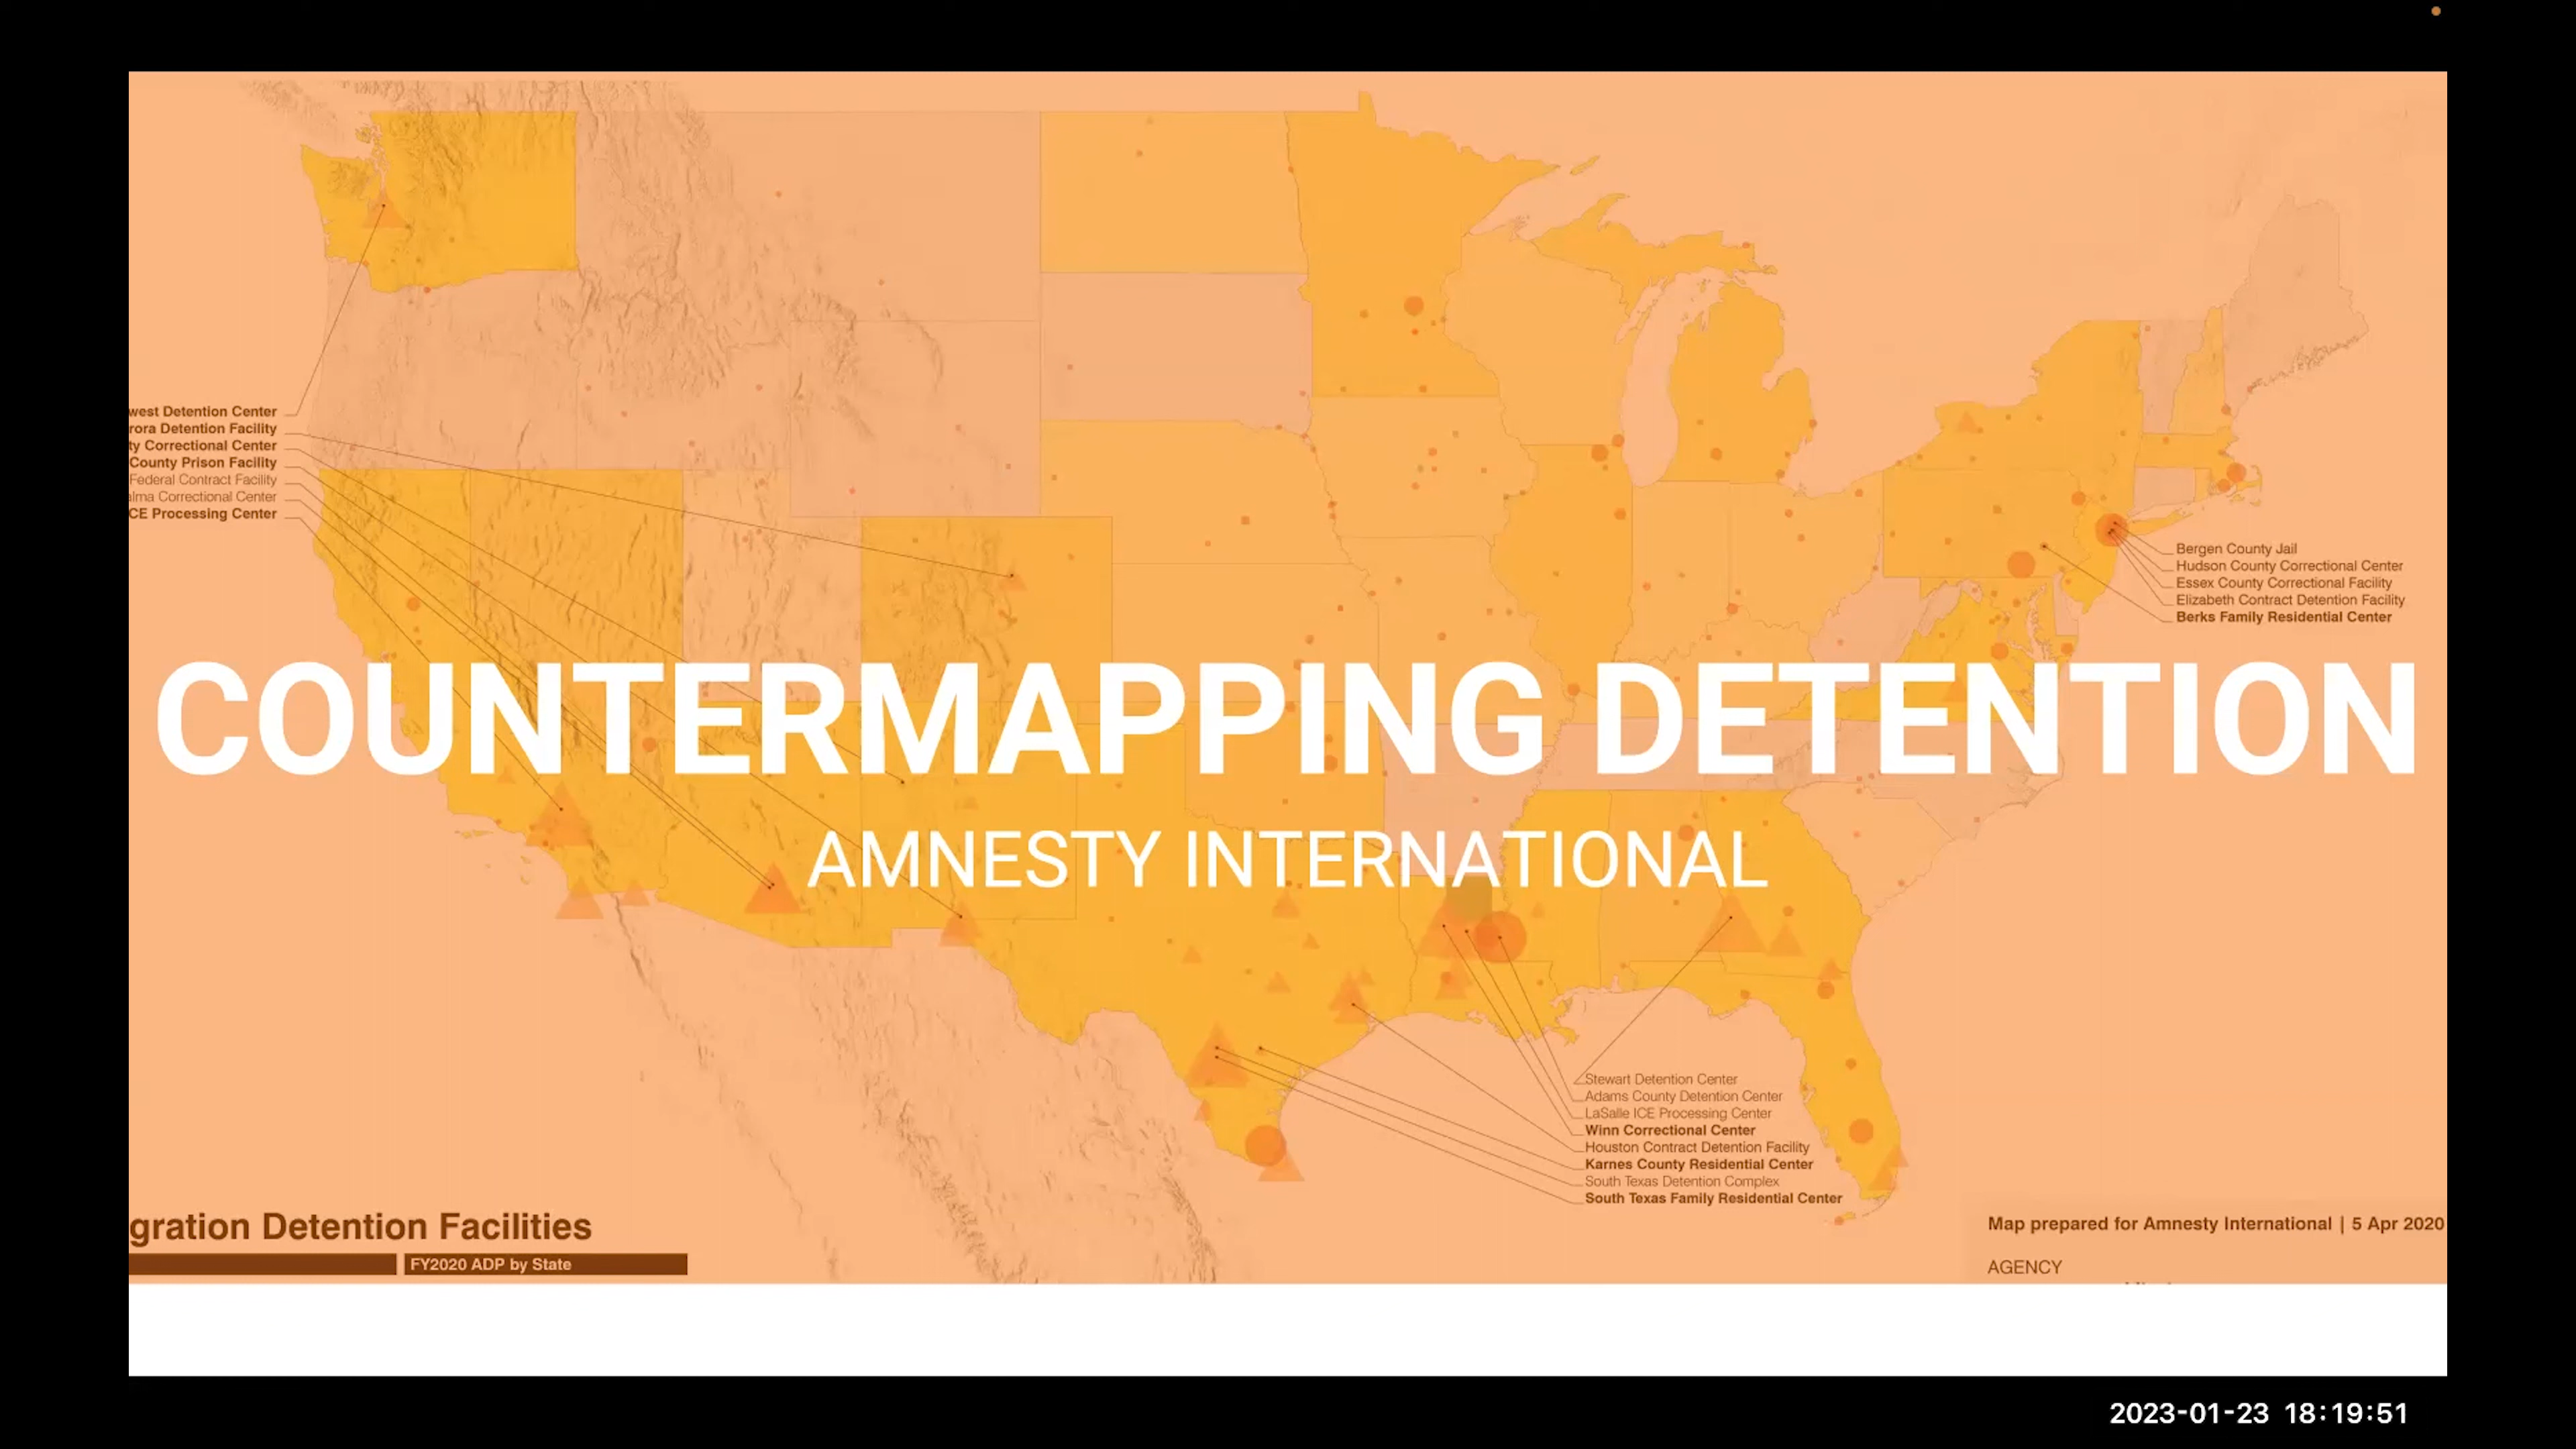 west Detention Center
rora Detention Facility
ty Correctional Center
County Prison Facility
Federal Contract Facility
alma Correctional Center
CE Processing Center
Bergen County Jail
Hudson County Correctional Center
Essex County Correctional Facility
Elizabeth Contract Detention Facility
Berks Family Residential Center
COUNTERMAPPING DETENTION
AMNESTY INTERNATIONAL
Stewart Detention Center
Adams County Detention Center
LaSalle ICE Processing Center
Winn Correctional Center
Houston Contract Detention Facility
Karnes County Residential Center
South Texas Detention Complex
South Texas Family Residential Center
gration Detention Facilities
FY2020 ADP by State
Map prepared for Amnesty International | 5 Apr 2020
AGENCY
2023-01-23 18:19:51